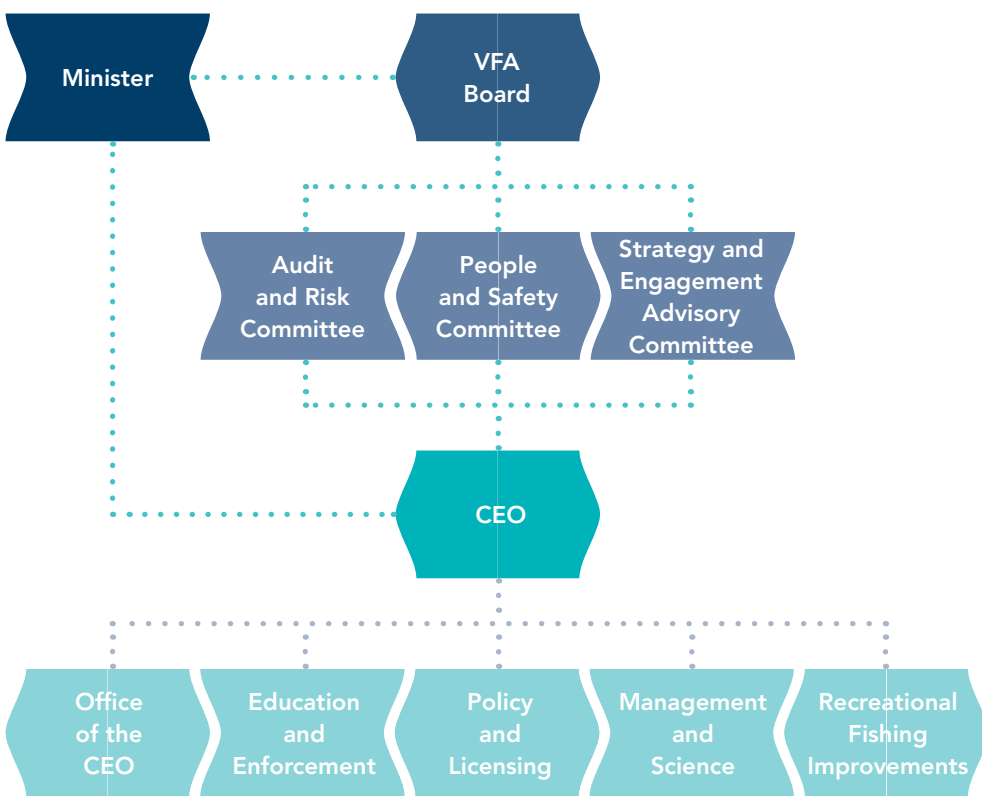 Minister
VFA
Board
Audit
and Risk
Committee
People
and Safety
Committee
Strategy and
Engagement
Advisory
Committee
CEO
Office
of the
CEO
Education
and
Enforcement
Policy
and
Licensing
Management
and
Science
Recreational
Fishing
Improvements